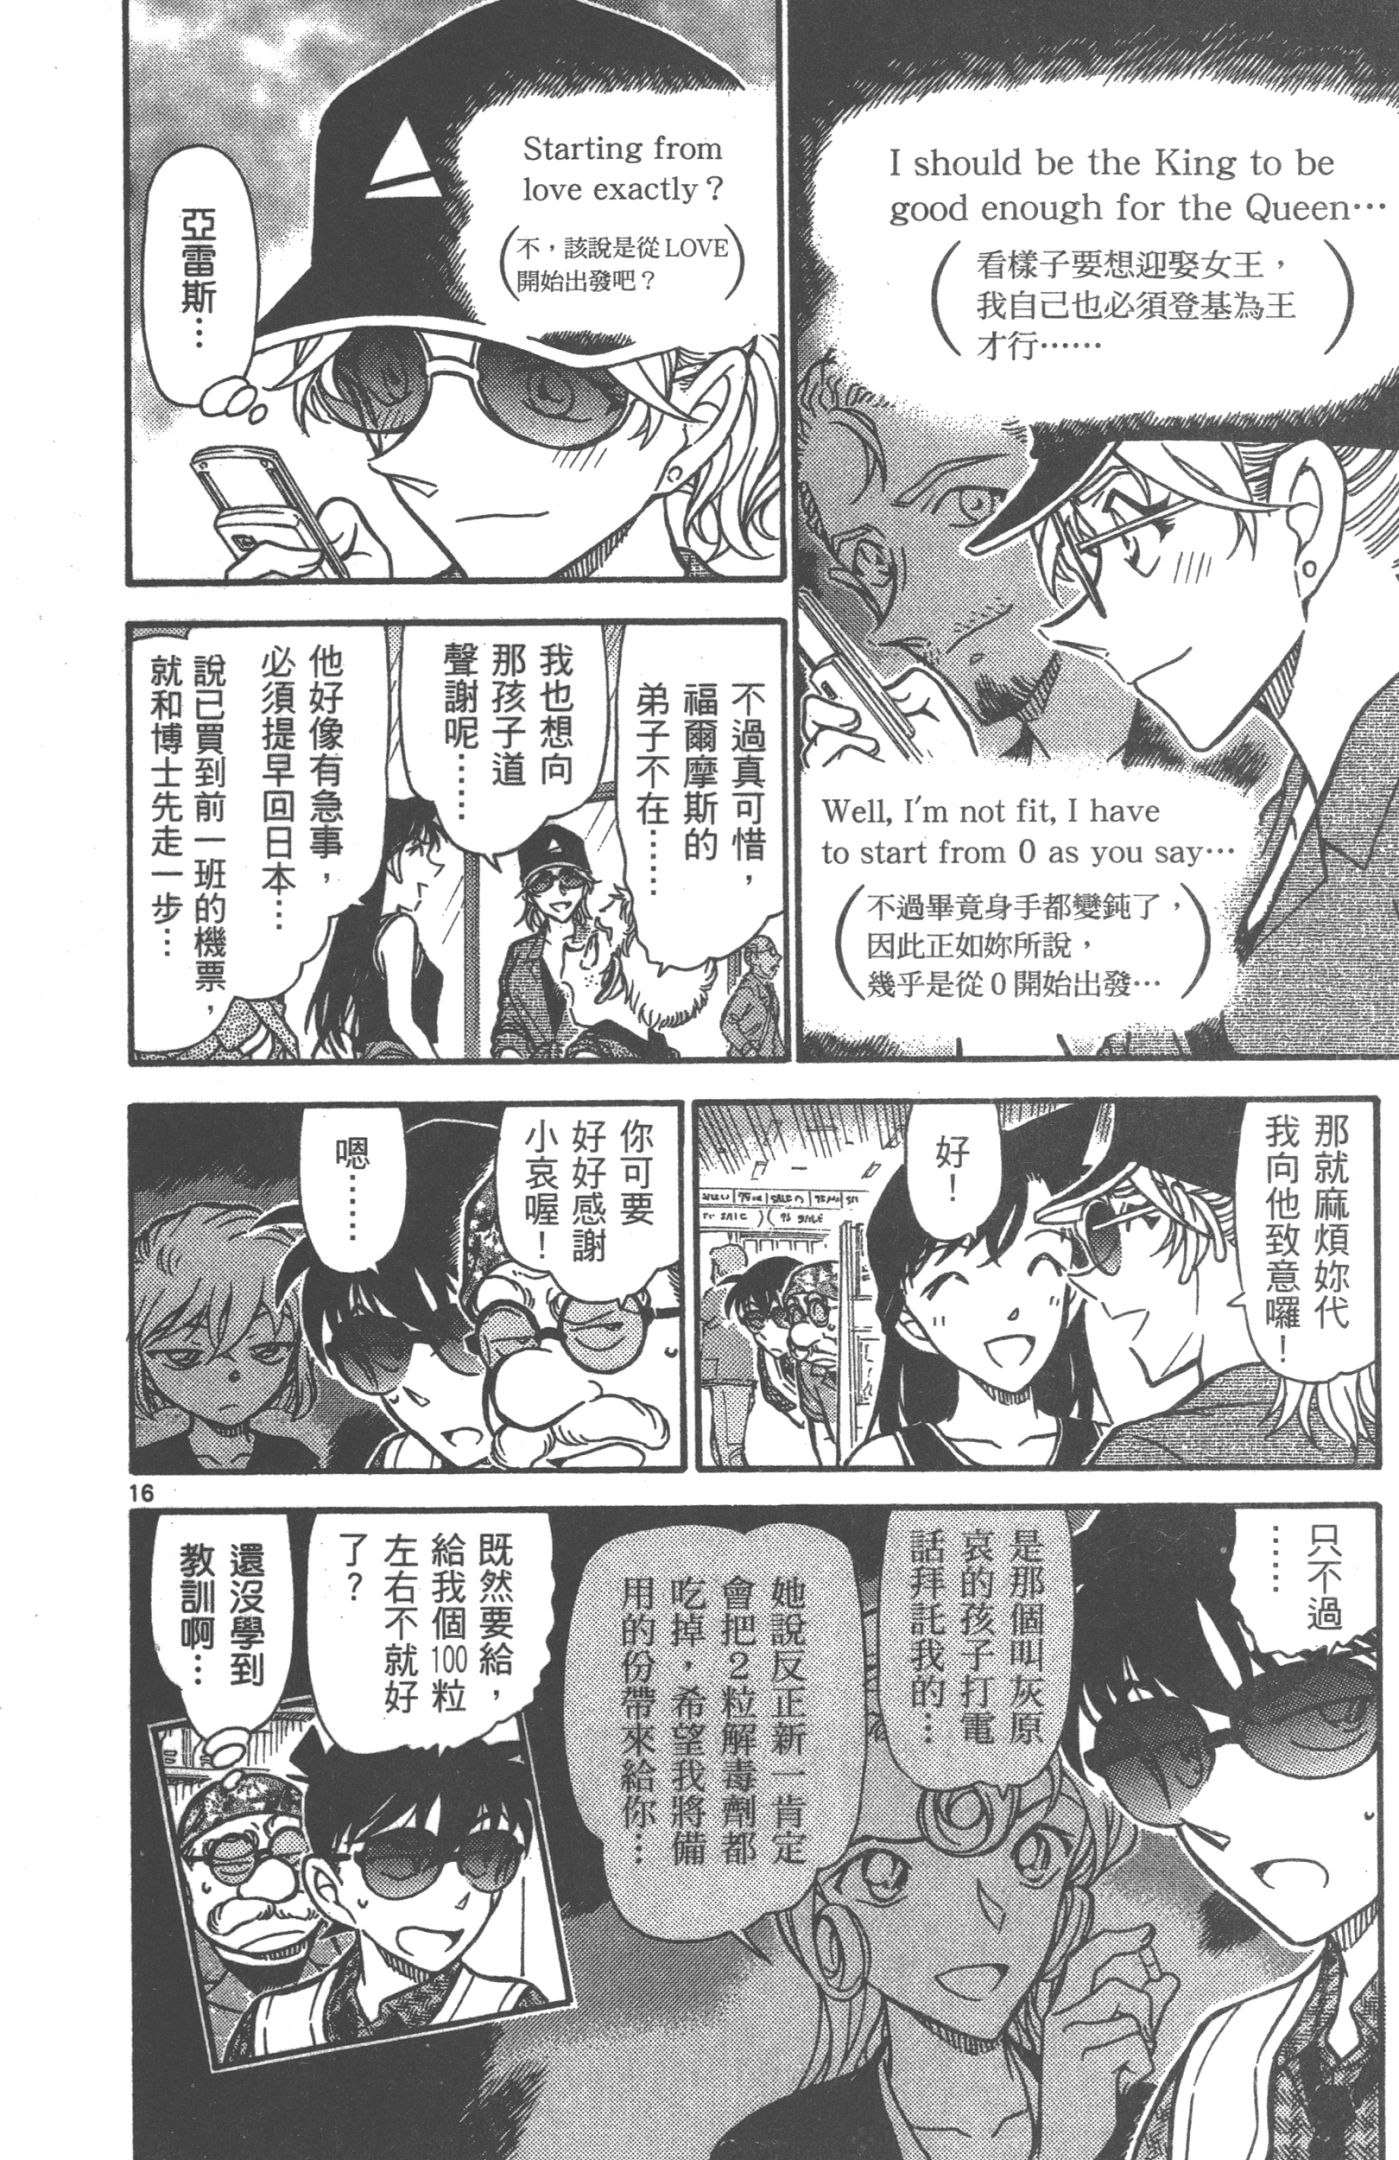 I should be the King to be
good enough for the Queen…
看樣子要想迎娶女王，
我自己也必須登基為王
才行……
Well, I'm not fit, I have
to start from 0 as you say…
不過畢竟身手都變鈍了，
因此正如妳所說，
幾乎是從0開始出發…
Starting from
love exactly?
不，該說是從LOVE
開始出發吧？
亞雷斯…
不過真可惜，
福爾摩斯的
弟子不在……
我也想向
那孩子道
聲謝呢……
他好像有急事，
必須提早回日本…
說已買到前一班的機票，
就和博士先走一步…
那就麻煩妳代
我向他致意囉！
好！
你可要
好好感謝
小哀喔！
嗯……
16
只不過
……
是那個叫灰原
哀的孩子打電
話拜託我的…
她說反正新一肯定
會把2粒解毒劑都
吃掉，希望我將備
用的份帶來給你…
既然要給，
給我個100粒
左右不就好
了？
還沒學到
教訓啊…